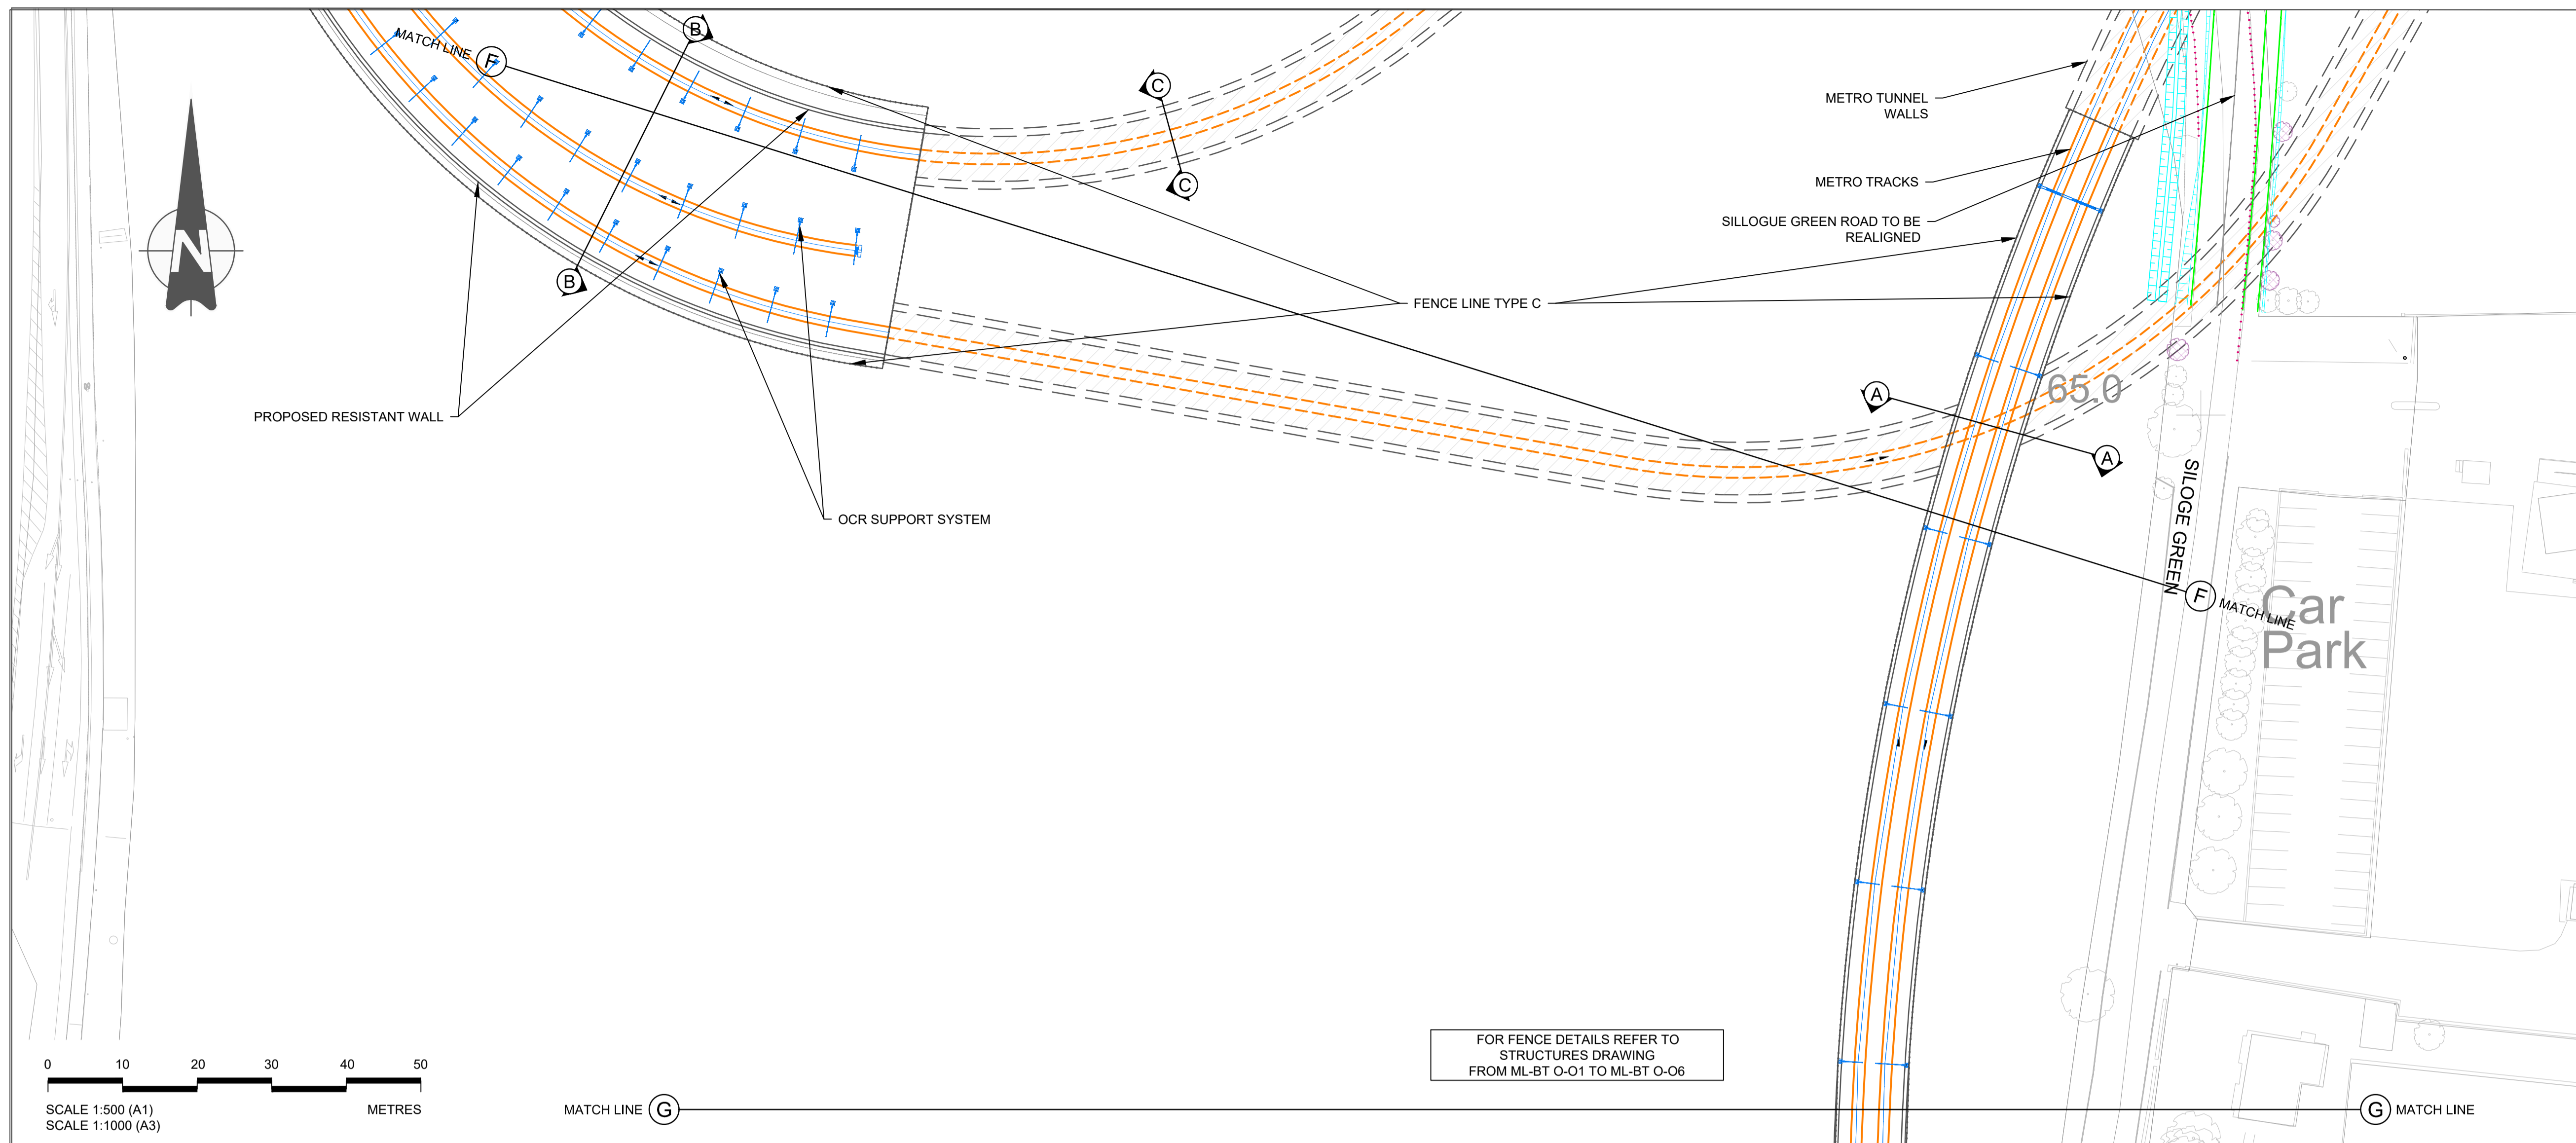 B
MATCH LINE F
C
METRO TUNNEL
WALLS
N
C
METRO TRACKS
SILLOGUE GREEN ROAD TO BE
REALIGNED
B
FENCE LINE TYPE C
65.0
A
PROPOSED RESISTANT WALL
A
OCR SUPPORT SYSTEM
SILOGE GREEN
F MATCH LINE
Car
Park
FOR FENCE DETAILS REFER TO
STRUCTURES DRAWING
FROM ML-BT O-O1 TO ML-BT O-O6
0 10 20 30 40 50
SCALE 1:500 (A1) METRES
SCALE 1:1000 (A3)
MATCH LINE G
G MATCH LINE